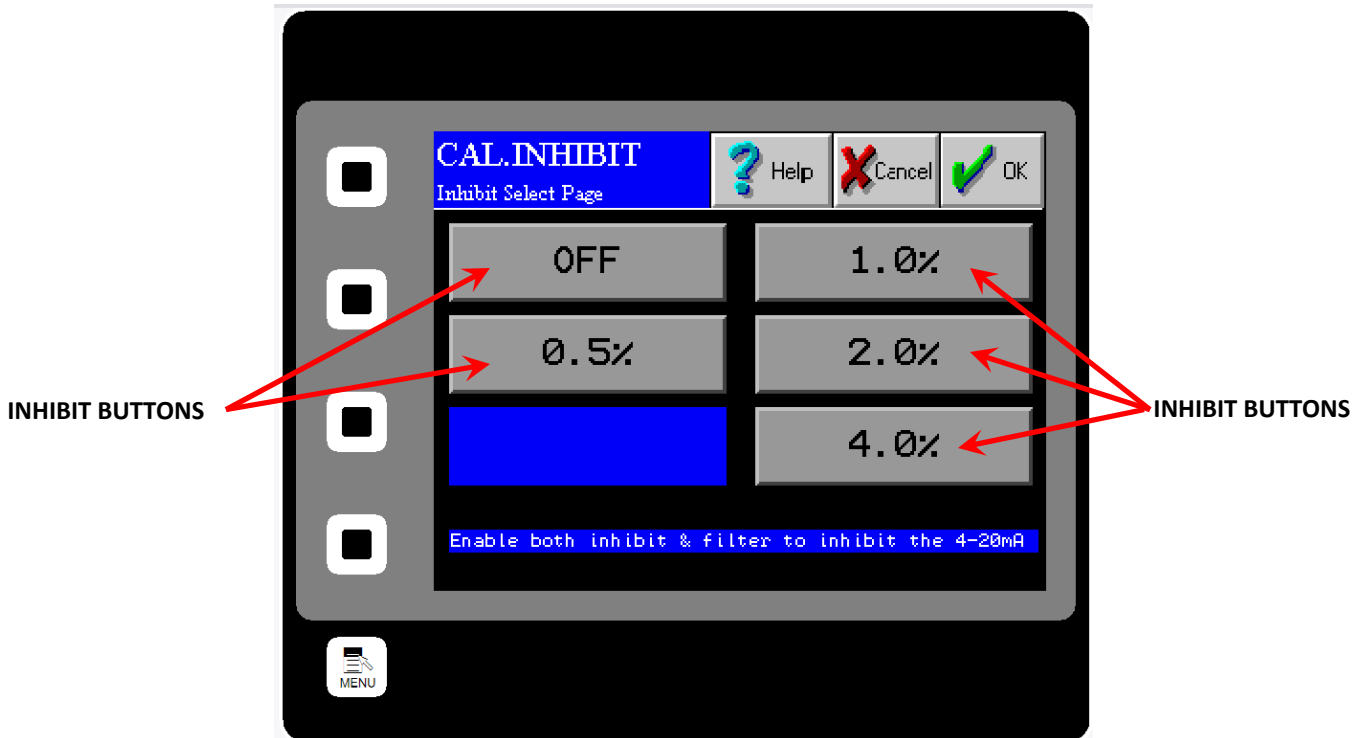 CAL.INHIBIT
Inhibit Select Page
Help
Cancel
OK
OFF
1.0%
0.5%
2.0%
INHIBIT BUTTONS
INHIBIT BUTTONS
4.0%
Enable both inhibit & filter to inhibit the 4-20mA
MENU